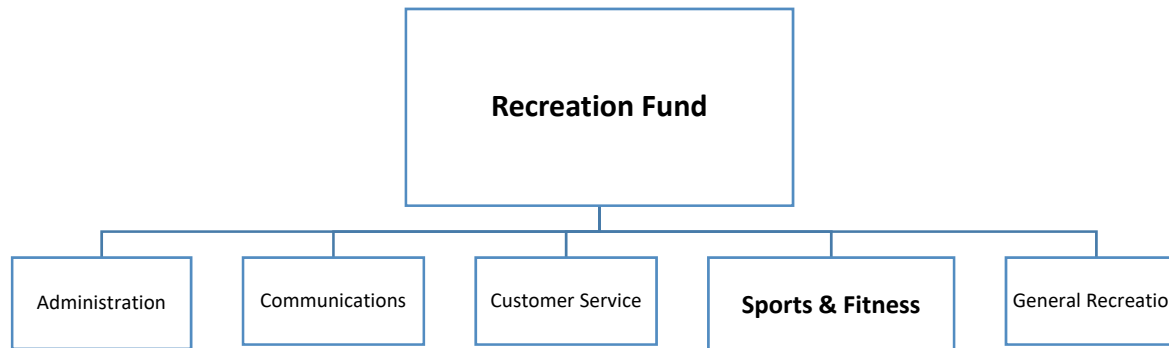 Recreation Fund
Administration
Communications
Customer Service
Sports & Fitness
General Recreatio